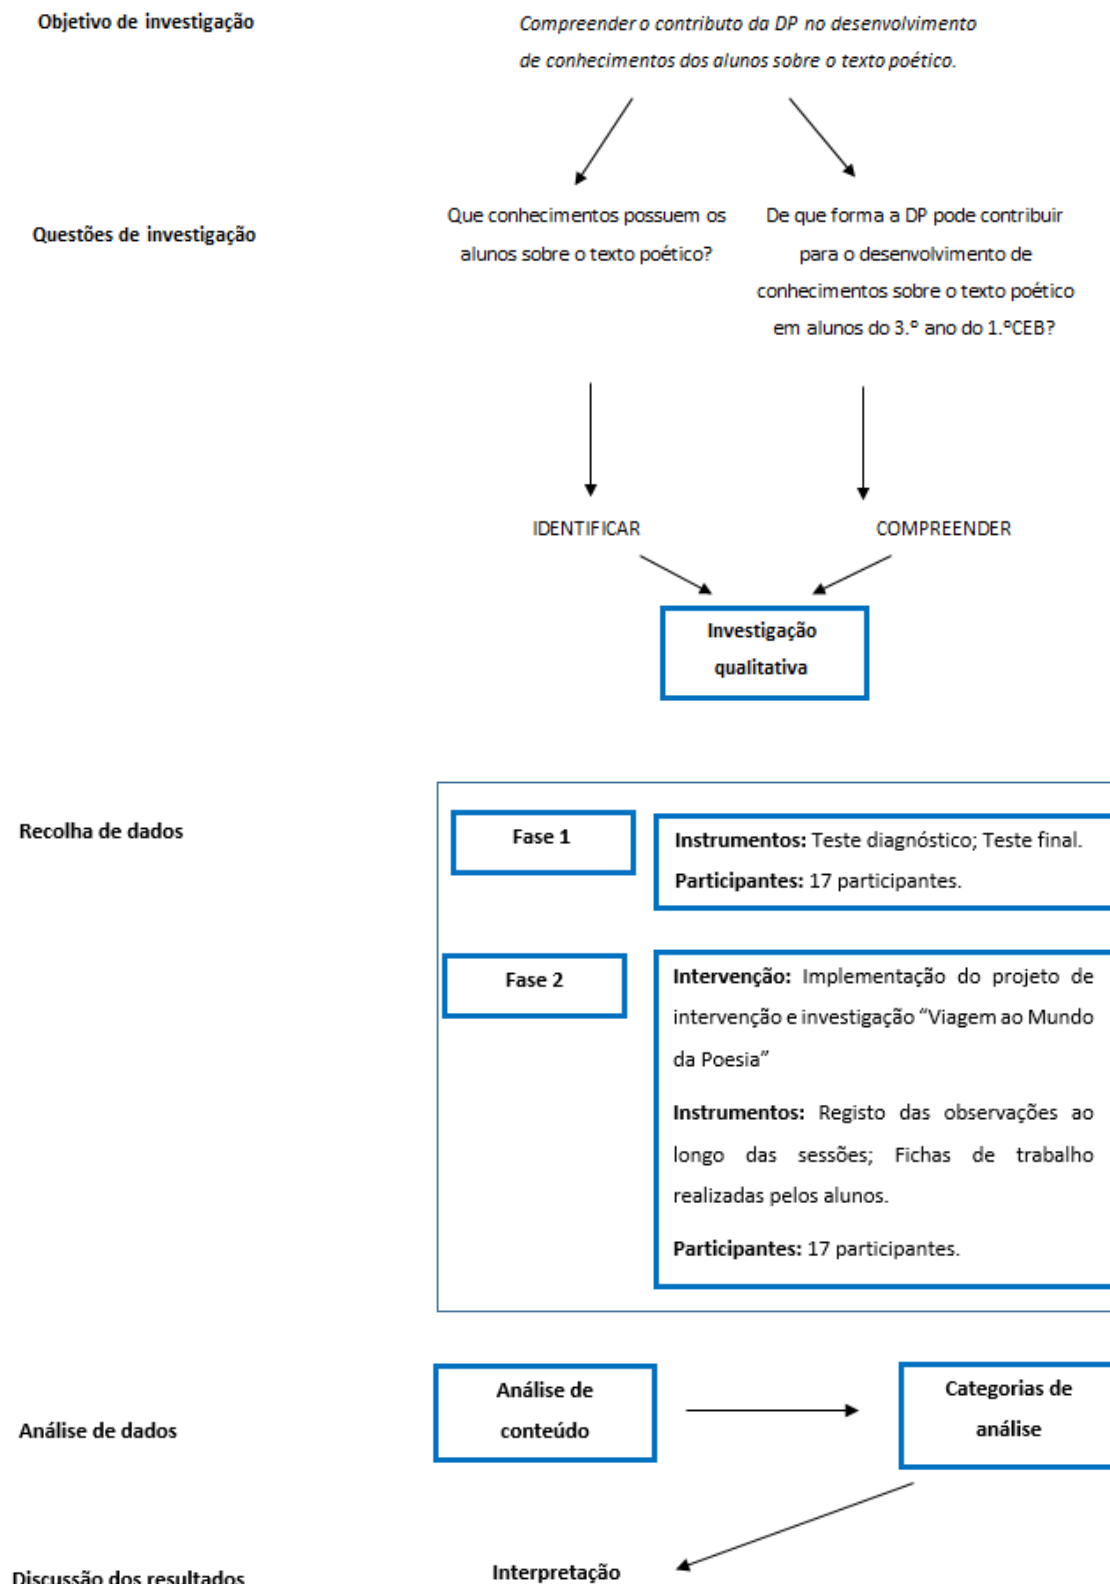 Objetivo de investigação
Compreender o contributo da DP no desenvolvimento
de conhecimentos dos alunos sobre o texto poético.
Questões de investigação
Que conhecimentos possuem os
alunos sobre o texto poético?
De que forma a DP pode contribuir
para o desenvolvimento de
conhecimentos sobre o texto poético
em alunos do 3.º ano do 1.ºCEB?
IDENTIFICAR
COMPREENDER
Investigação
qualitativa
Recolha de dados
Fase 1
Instrumentos: Teste diagnóstico; Teste final.
Participantes: 17 participantes.
Fase 2
Intervenção: Implementação do projeto de
intervenção e investigação “Viagem ao Mundo
da Poesia”
Instrumentos: Registo das observações ao
longo das sessões; Fichas de trabalho
realizadas pelos alunos.
Participantes: 17 participantes.
Análise de dados
Análise de
conteúdo
Categorias de
análise
Discussão dos resultados
Interpretação